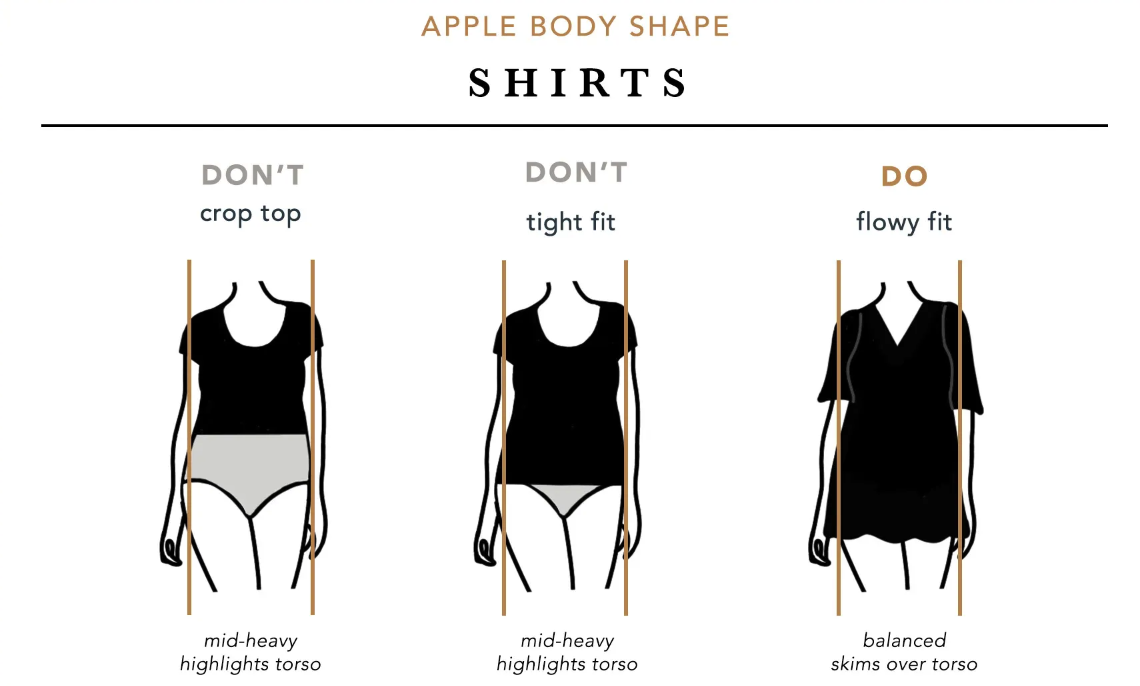 APPLE BODY SHAPE
SHIRTS
DON'T
crop top
DON'T
tight fit
DO
flowy fit
mid-heavy
highlights torso
mid-heavy
highlights torso
balanced
skims over torso